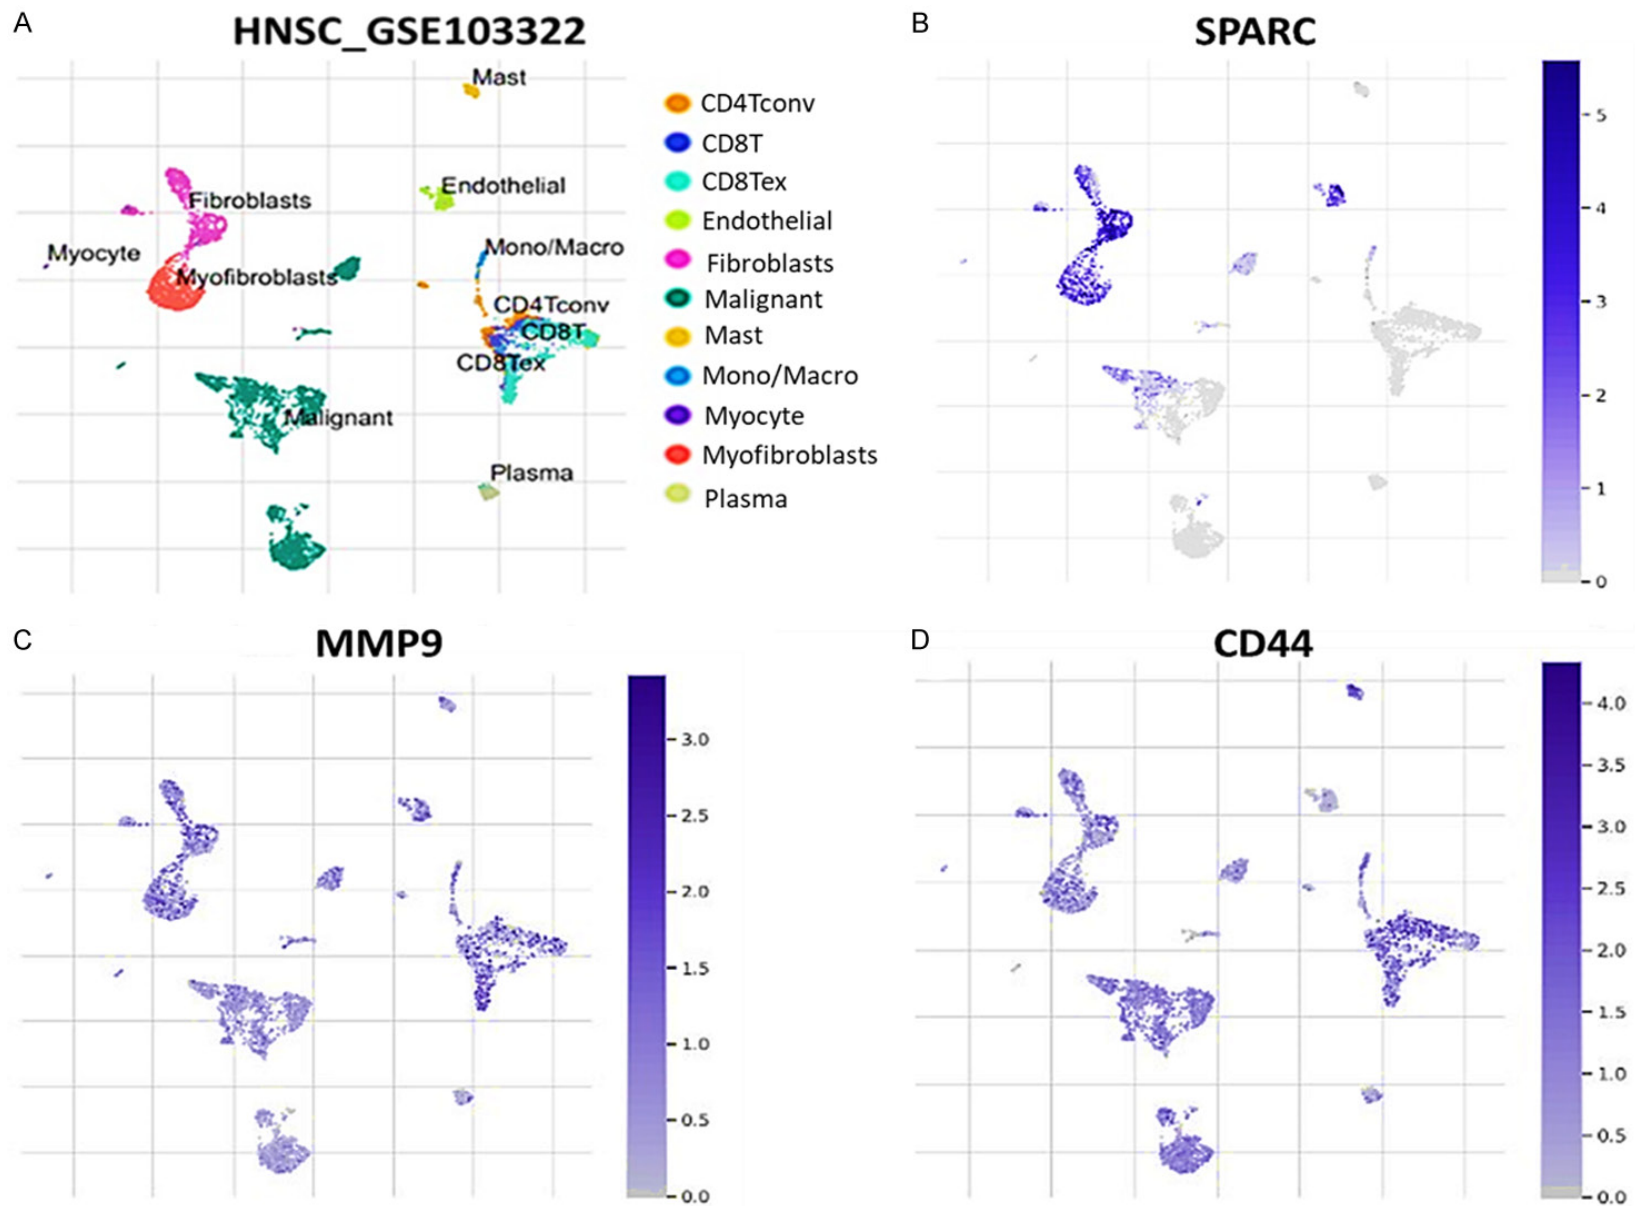 A
HNSC_GSE103322
Mast
Fibroblasts
Endothelial
Myocyte
Mono/Macro
Myofibroblasts
CD4Tconv
CD8T
CD8Tex
Malignant
Plasma
CD4Tconv
CD8T
CD8Tex
Endothelial
Fibroblasts
Malignant
Mast
Mono/Macro
Myocyte
Myofibroblasts
Plasma
B
SPARC
5
4
3
2
1
0
C
MMP9
3.0
2.5
2.0
1.5
1.0
0.5
0.0
D
CD44
4.0
3.5
3.0
2.5
2.0
1.5
1.0
0.5
0.0